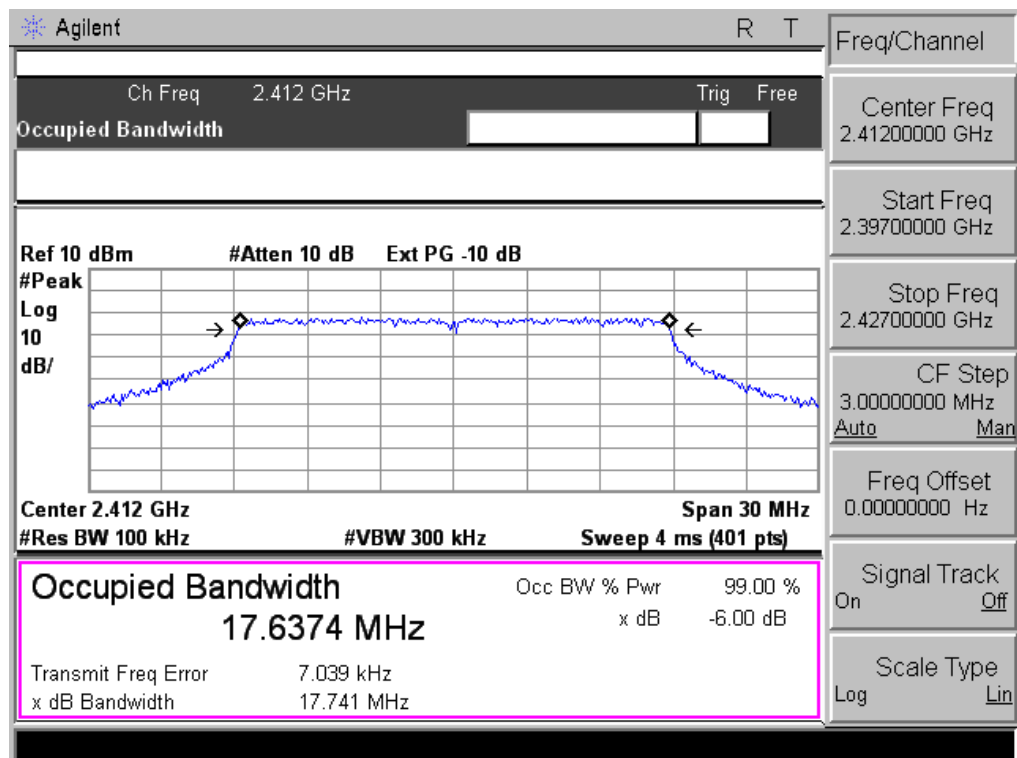 Agilent R T
Ch Freq 2.412 GHz Trig Free
Occupied Bandwidth
Ref 10 dBm #Atten 10 dB Ext PG -10 dB
#Peak
Log
10
dB/
Center 2.412 GHz Span 30 MHz
#Res BW 100 kHz #VBW 300 kHz Sweep 4 ms (401 pts)
Occupied Bandwidth Occ BW % Pwr 99.00 %
17.6374 MHz x dB -6.00 dB
Transmit Freq Error 7.039 kHz
x dB Bandwidth 17.741 MHz
Freq/Channel
Center Freq
2.41200000 GHz
Start Freq
2.39700000 GHz
Stop Freq
2.42700000 GHz
CF Step
3.00000000 MHz
Auto Man
Freq Offset
0.00000000 Hz
Signal Track
On Off
Scale Type
Log Lin